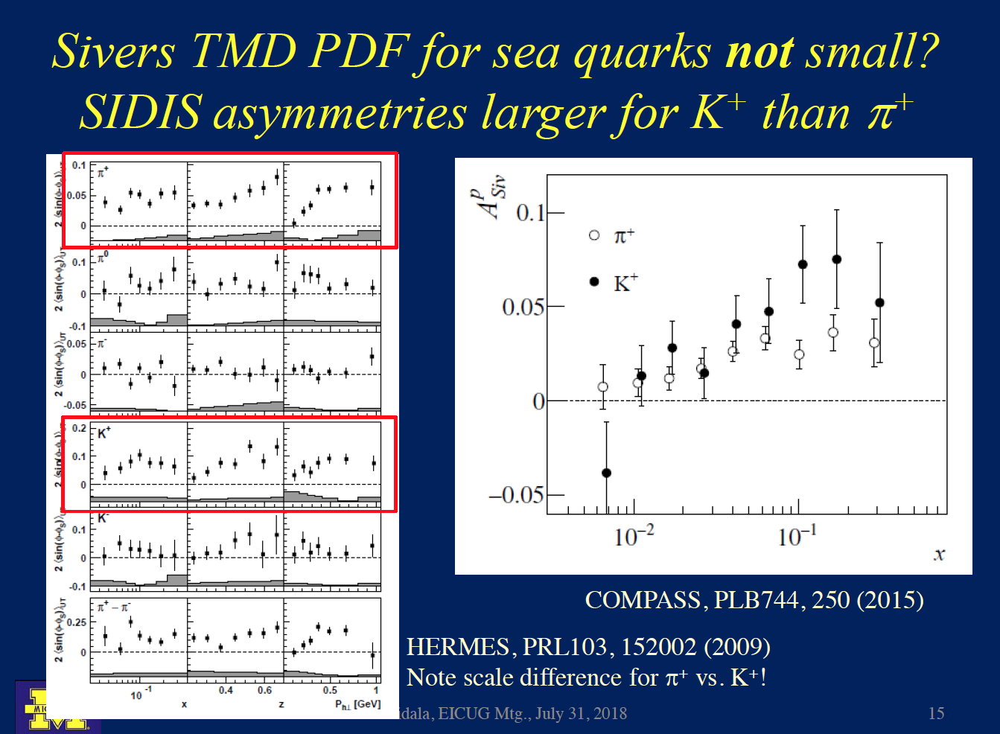 Sivers TMD PDF for sea quarks not small?
SIDIS asymmetries larger for K+ than π+
2 ⟨sin(ϕ-ϕS)⟩UT
0.1
0.05
0
π+
2 ⟨sin(ϕ-ϕS)⟩UT
0.1
0
-0.1
π0
2 ⟨sin(ϕ-ϕS)⟩UT
0.05
0
-0.05
π-
2 ⟨sin(ϕ-ϕS)⟩UT
0.2
0.1
0
K+
2 ⟨sin(ϕ-ϕS)⟩UT
0.1
0
-0.1
K-
2 ⟨sin(ϕ-ϕS)⟩UT
0.25
0
π+ – π-
10 -1
0.4 0.6
0.5 1
x
z
Ph⊥ [GeV]
A^p_Siv
0.1
0.05
0
–0.05
π+
K+
10–2
10–1
x
COMPASS, PLB744, 250 (2015)
HERMES, PRL103, 152002 (2009)
Note scale difference for π+ vs. K+!
idala, EICUG Mtg., July 31, 2018
15